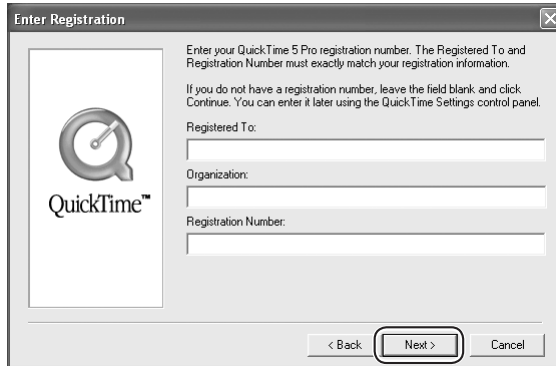 Enter Registration
Enter your QuickTime 5 Pro registration number. The Registered To and
Registration Number must exactly match your registration information.
If you do not have a registration number, leave the field blank and click
Continue. You can enter it later using the QuickTime Settings control panel.
Registered To:
Organization:
QuickTime™
Registration Number:
< Back
Next >
Cancel